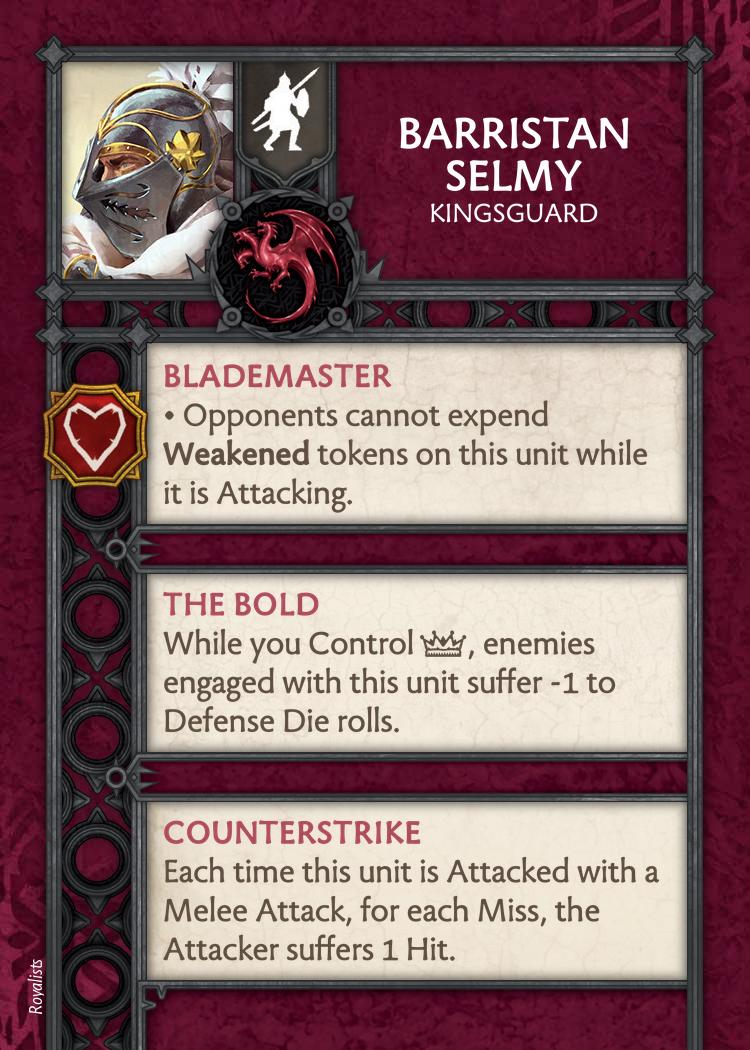 BARRISTAN
SELMY
KINGSGUARD
BLADEMASTER
• Opponents cannot expend
Weakened tokens on this unit while
it is Attacking.
THE BOLD
While you Control , enemies
engaged with this unit suffer -1 to
Defense Die rolls.
COUNTERSTRIKE
Each time this unit is Attacked with a
Melee Attack, for each Miss, the
Attacker suffers 1 Hit.
Royalists